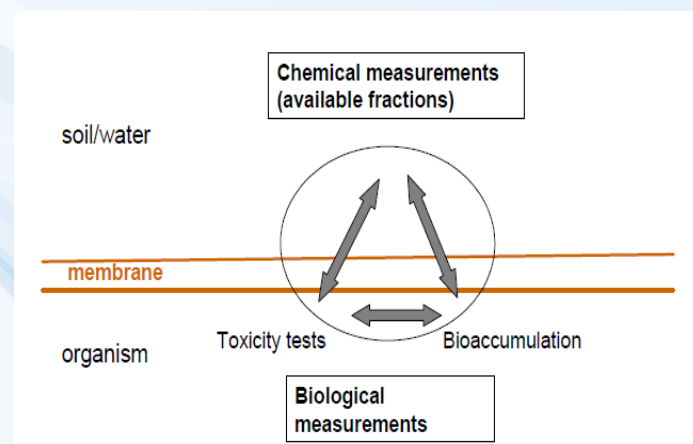 Chemical measurements
(available fractions)
soil/water
membrane
Toxicity tests
Bioaccumulation
organism
Biological
measurements